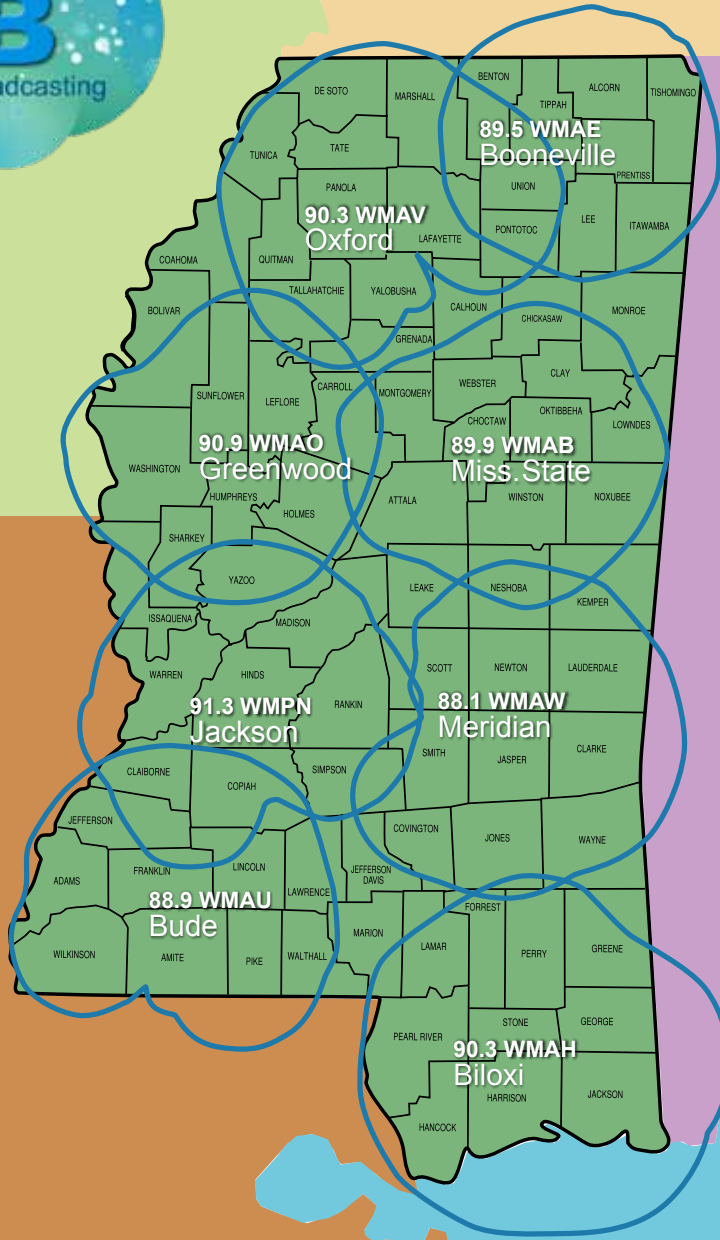 B
adcasting
BENTON
DE SOTO
MARSHALL
ALCORN
TISHOMINGO
TIPPAH
89.5 WMAE
Booneville
TATE
TUNICA
PRENTISS
PANOLA
UNION
90.3 WMAV
Oxford
LAFAYETTE
PONTOTOC
LEE
ITAWAMBA
COAHOMA
QUITMAN
TALLAHATCHIE
YALOBUSHA
BOLIVAR
CALHOUN
CHICKASAW
MONROE
GRENADA
CLAY
WEBSTER
CARROLL
MONTGOMERY
SUNFLOWER
LEFLORE
OKTIBBEHA
CHOCTAW
LOWNDES
90.9 WMAO
Greenwood
89.9 WMAB
Miss.State
WASHINGTON
HUMPHREYS
WINSTON
NOXUBEE
ATTALA
HOLMES
SHARKEY
YAZOO
LEAKE
NESHOBA
KEMPER
ISSAQUENA
MADISON
WARREN
HINDS
SCOTT
NEWTON
LAUDERDALE
RANKIN
91.3 WMPN
Jackson
88.1 WMAW
Meridian
SMITH
JASPER
CLARKE
CLAIBORNE
SIMPSON
COPIAH
JEFFERSON
COVINGTON
JONES
WAYNE
FRANKLIN
LINCOLN
JEFFERSON
DAVIS
ADAMS
LAWRENCE
88.9 WMAU
Bude
FORREST
MARION
LAMAR
PERRY
GREENE
WILKINSON
AMITE
PIKE
WALTHALL
STONE
GEORGE
PEARL RIVER
90.3 WMAH
Biloxi
HARRISON
JACKSON
HANCOCK